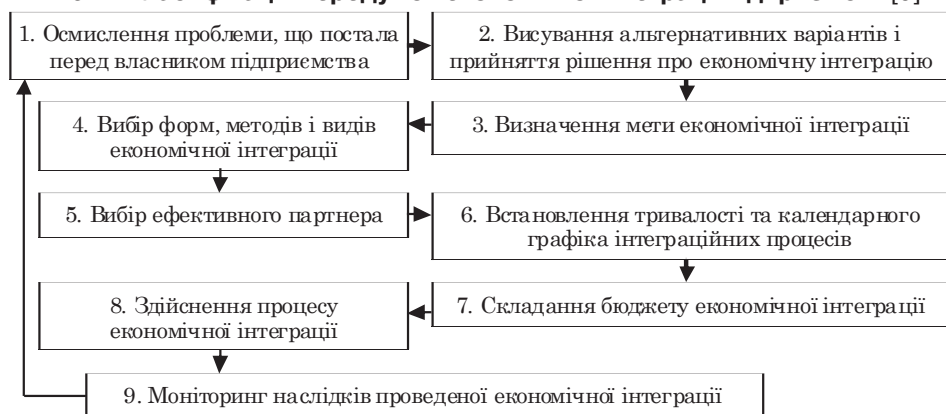 1. Осмислення проблеми, що постала
перед власником підприємства
2. Висування альтернативних варіантів і
прийняття рішення про економічну інтеграцію
4. Вибір форм, методів і видів
економічної інтеграції
3. Визначення мети економічної інтеграції
5. Вибір ефективного партнера
6. Встановлення тривалості та календарного
графіка інтеграційних процесів
8. Здійснення процесу
економічної інтеграції
7. Складання бюджету економічної інтеграції
9. Моніторинг наслідків проведеної економічної інтеграції